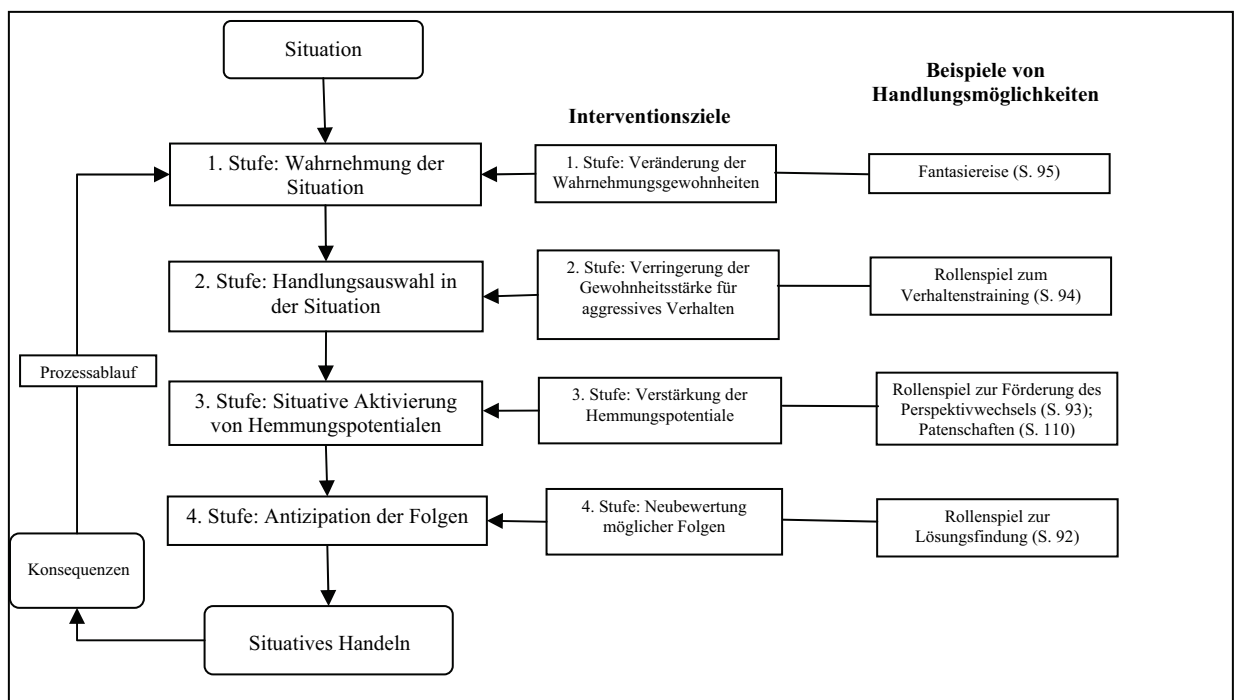 Situation
Beispiele von
Handlungsmöglichkeiten
Interventionsziele
1. Stufe: Wahrnehmung der
Situation
1. Stufe: Veränderung der
Wahrnehmungsgewohnheiten
Fantasiereise (S. 95)
2. Stufe: Handlungsauswahl in
der Situation
2. Stufe: Verringerung der
Gewohnheitsstärke für
aggressives Verhalten
Rollenspiel zum
Verhaltenstraining (S. 94)
Prozessablauf
3. Stufe: Situative Aktivierung
von Hemmungspotentialen
3. Stufe: Verstärkung der
Hemmungspotentiale
Rollenspiel zur Förderung des
Perspektivwechsels (S. 93);
Patenschaften (S. 110)
4. Stufe: Antizipation der Folgen
4. Stufe: Neubewertung
möglicher Folgen
Rollenspiel zur
Lösungsfindung (S. 92)
Konsequenzen
Situatives Handeln